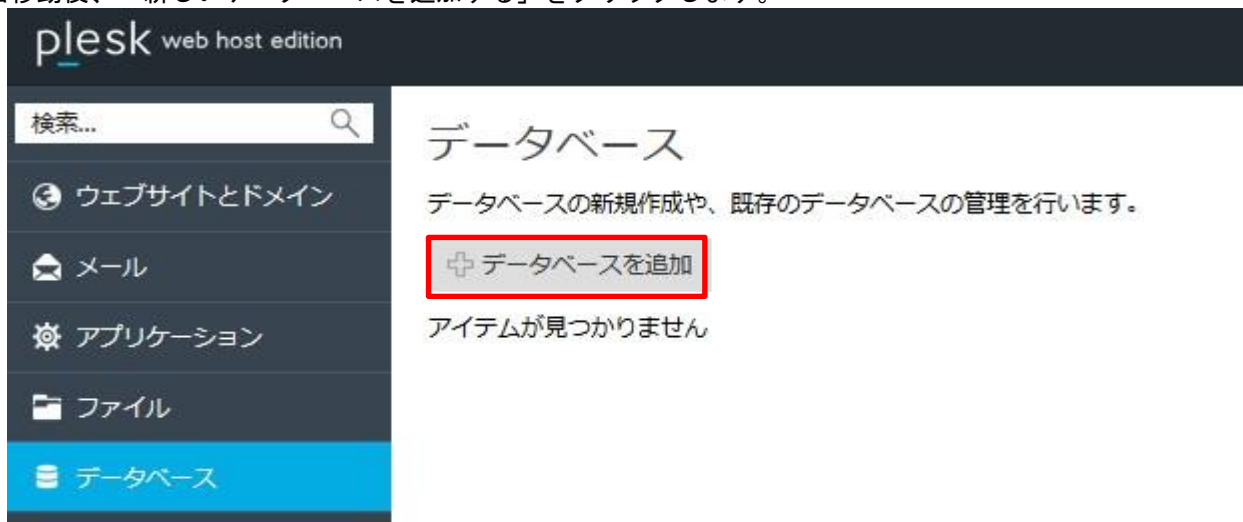 plesk web host edition
検索...
ウェブサイトとドメイン
メール
アプリケーション
ファイル
データベース
データベース
データベースの新規作成や、既存のデータベースの管理を行います。
データベースを追加
アイテムが見つかりません